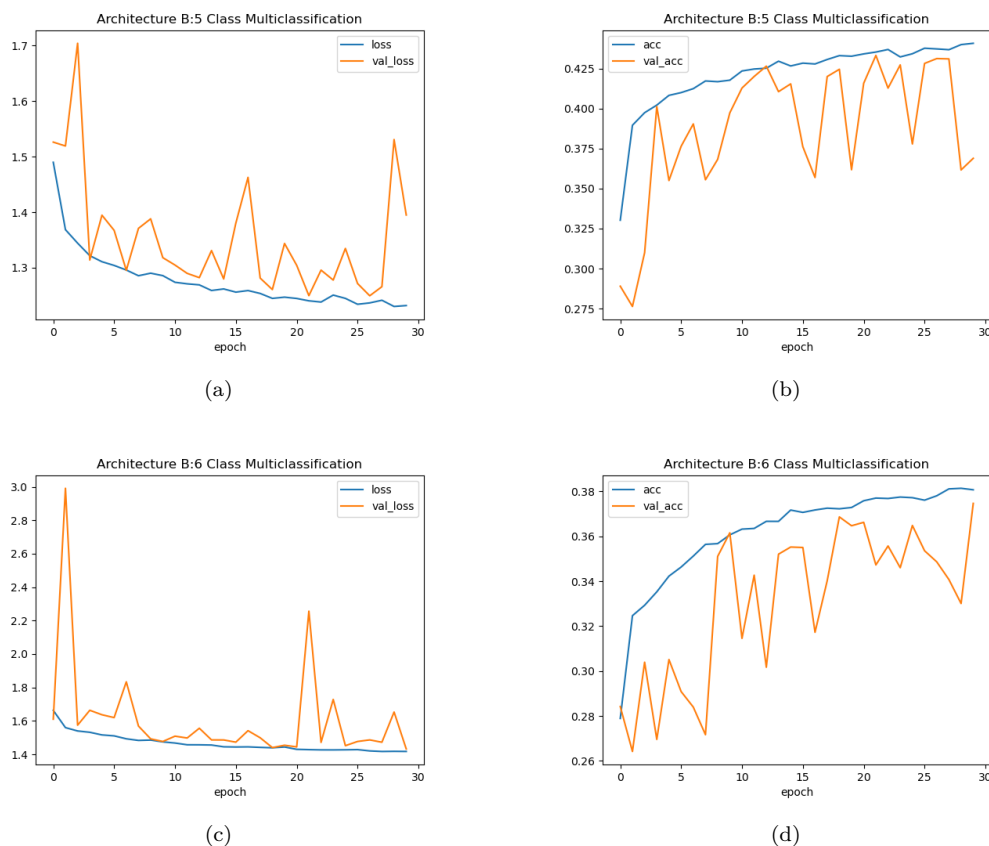 Architecture B:5 Class Multiclassification
loss
val_loss
1.7
1.6
1.5
1.4
1.3
0 5 10 15 20 25 30
epoch
(a)
Architecture B:5 Class Multiclassification
acc
val_acc
0.425
0.400
0.375
0.350
0.325
0.300
0.275
0 5 10 15 20 25 30
epoch
(b)
Architecture B:6 Class Multiclassification
loss
val_loss
3.0
2.8
2.6
2.4
2.2
2.0
1.8
1.6
1.4
0 5 10 15 20 25 30
epoch
(c)
Architecture B:6 Class Multiclassification
acc
val_acc
0.38
0.36
0.34
0.32
0.30
0.28
0.26
0 5 10 15 20 25 30
epoch
(d)